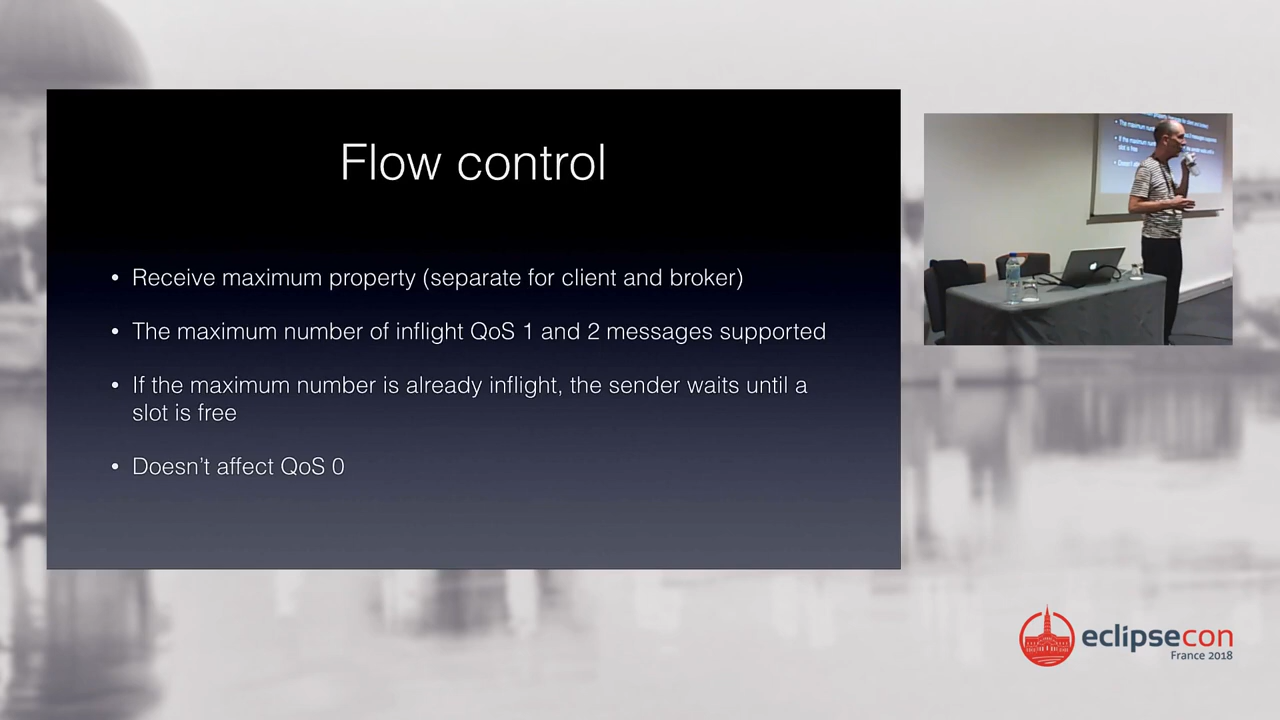 Flow control
• Receive maximum property (separate for client and broker)
• The maximum number of inflight QoS 1 and 2 messages supported
• If the maximum number is already inflight, the sender waits until a
slot is free
• Doesn't affect QoS 0
eclipsecon
France 2018